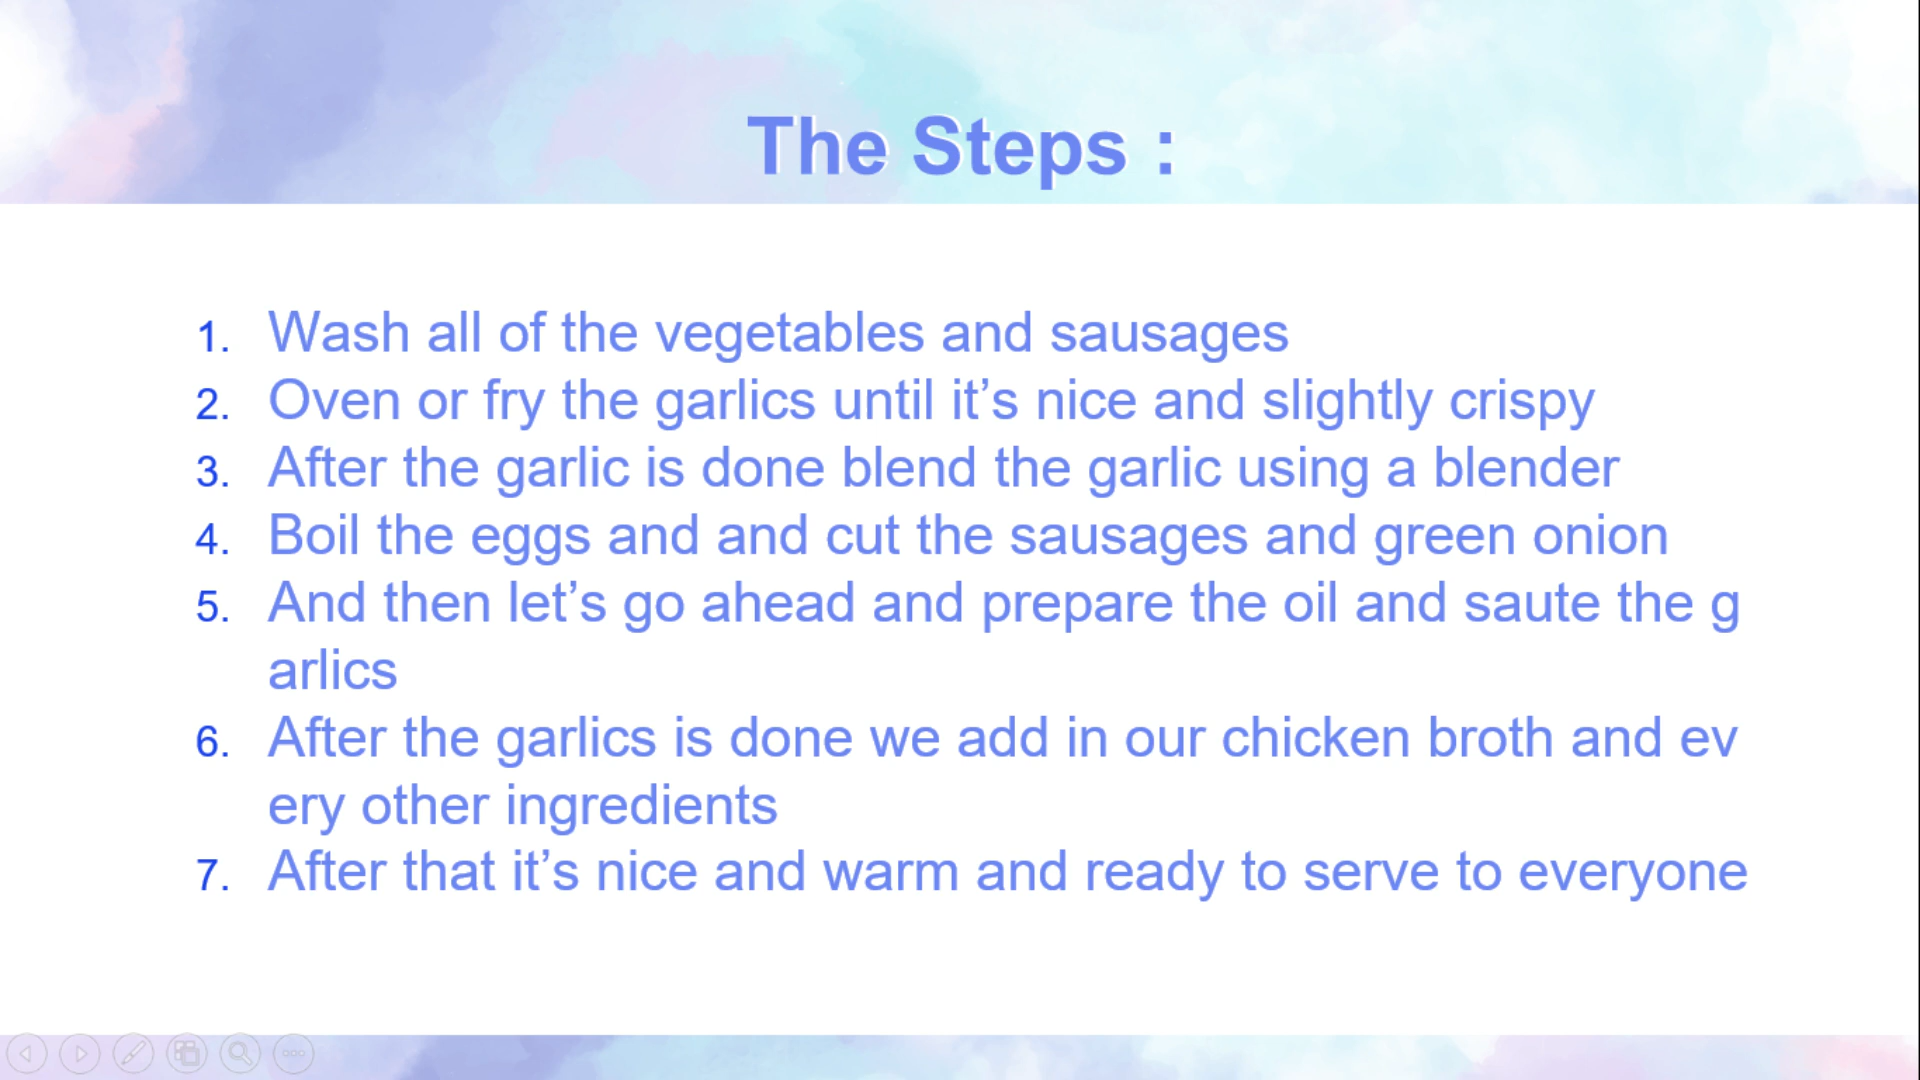 The Steps :
1. Wash all of the vegetables and sausages
2. Oven or fry the garlics until it’s nice and slightly crispy
3. After the garlic is done blend the garlic using a blender
4. Boil the eggs and and cut the sausages and green onion
5. And then let’s go ahead and prepare the oil and saute the g
arlics
6. After the garlics is done we add in our chicken broth and ev
ery other ingredients
7. After that it’s nice and warm and ready to serve to everyone